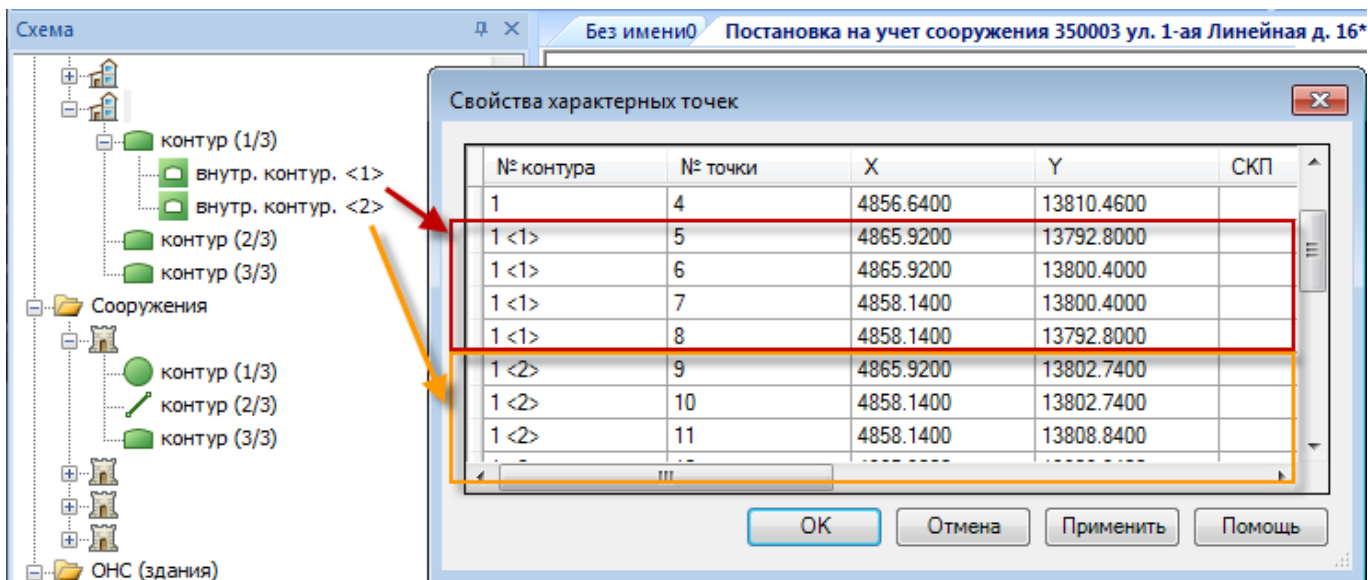 Схема
Без имени0 Постановка на учет сооружения 350003 ул. 1-ая Линейная д. 16*
контур (1/3)
внутр. контур. <1>
внутр. контур. <2>
контур (2/3)
контур (3/3)
Сооружения
контур (1/3)
контур (2/3)
контур (3/3)
ОНС (здания)
Свойства характерных точек
№ контура № точки X Y СКП
1 4 4856.6400 13810.4600
1 <1> 5 4865.9200 13792.8000
1 <1> 6 4865.9200 13800.4000
1 <1> 7 4858.1400 13800.4000
1 <1> 8 4858.1400 13792.8000
1 <2> 9 4865.9200 13802.7400
1 <2> 10 4858.1400 13802.7400
1 <2> 11 4858.1400 13808.8400
OK Отмена Применить Помощь